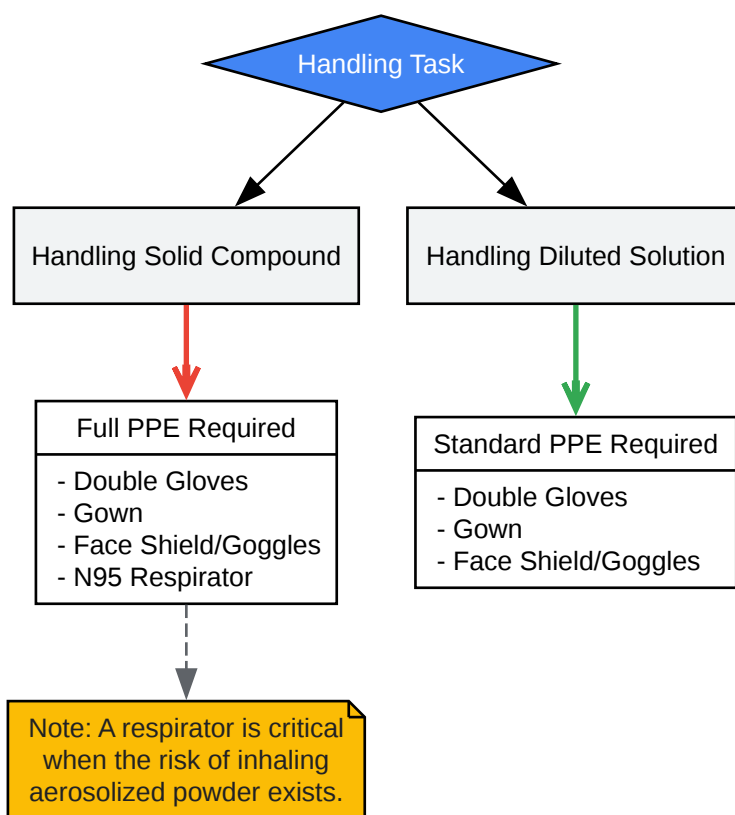 Handling Task
Handling Solid Compound
Handling Diluted Solution
Full PPE Required
- Double Gloves
- Gown
- Face Shield/Goggles
- N95 Respirator
Standard PPE Required
- Double Gloves
- Gown
- Face Shield/Goggles
Note: A respirator is critical
when the risk of inhaling
aerosolized powder exists.